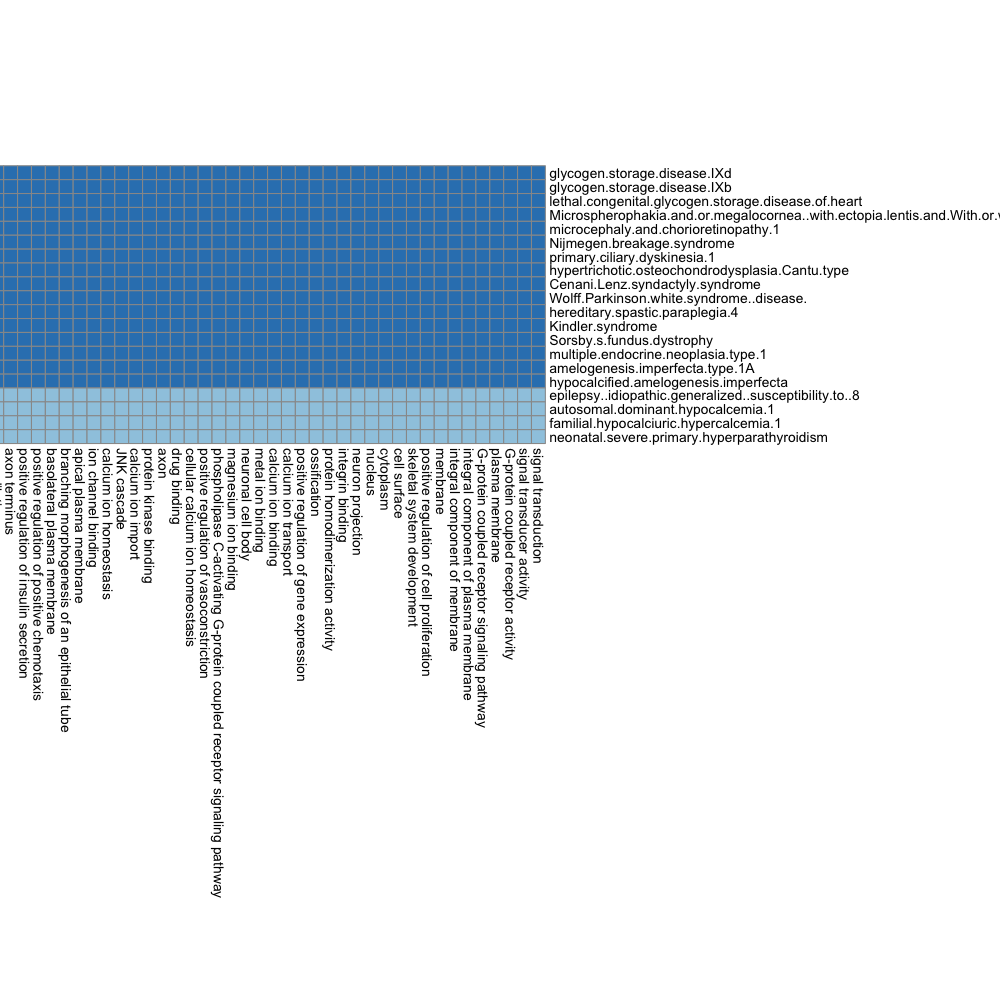 glycogen.storage.disease.IXd
glycogen.storage.disease.IXb
lethal.congenital.glycogen.storage.disease.of.heart
Microspherophakia.and.or.megalocornea..with.ectopia.lentis.and.With.or.
microcephaly.and.chorioretinopathy.1
Nijmegen.breakage.syndrome
primary.ciliary.dyskinesia.1
hypertrichotic.osteochondrodysplasia.Cantu.type
Cenani.Lenz.syndactyly.syndrome
Wolff.Parkinson.white.syndrome..disease.
hereditary.spastic.paraplegia.4
Kindler.syndrome
Sorsby.s.fundus.dystrophy
multiple.endocrine.neoplasia.type.1
amelogenesis.imperfecta.type.1A
hypocalcified.amelogenesis.imperfecta
epilepsy..idiopathic.generalized..susceptibility.to..8
autosomal.dominant.hypocalcemia.1
familial.hypocalciuric.hypercalcemia.1
neonatal.severe.primary.hyperparathyroidism
axon terminus
positive regulation of insulin secretion
positive regulation of positive chemotaxis
basolateral plasma membrane
branching morphogenesis of an epithelial tube
apical plasma membrane
ion channel binding
calcium ion homeostasis
JNK cascade
calcium ion import
protein kinase binding
axon
drug binding
cellular calcium ion homeostasis
positive regulation of vasoconstriction
phospholipase C-activating G-protein coupled receptor signaling pathway
magnesium ion binding
neuronal cell body
metal ion binding
calcium ion binding
calcium ion transport
positive regulation of gene expression
ossification
protein homodimerization activity
integrin binding
neuron projection
nucleus
cytoplasm
cell surface
skeletal system development
positive regulation of cell proliferation
membrane
integral component of membrane
integral component of plasma membrane
G-protein coupled receptor signaling pathway
plasma membrane
G-protein coupled receptor activity
signal transducer activity
signal transduction